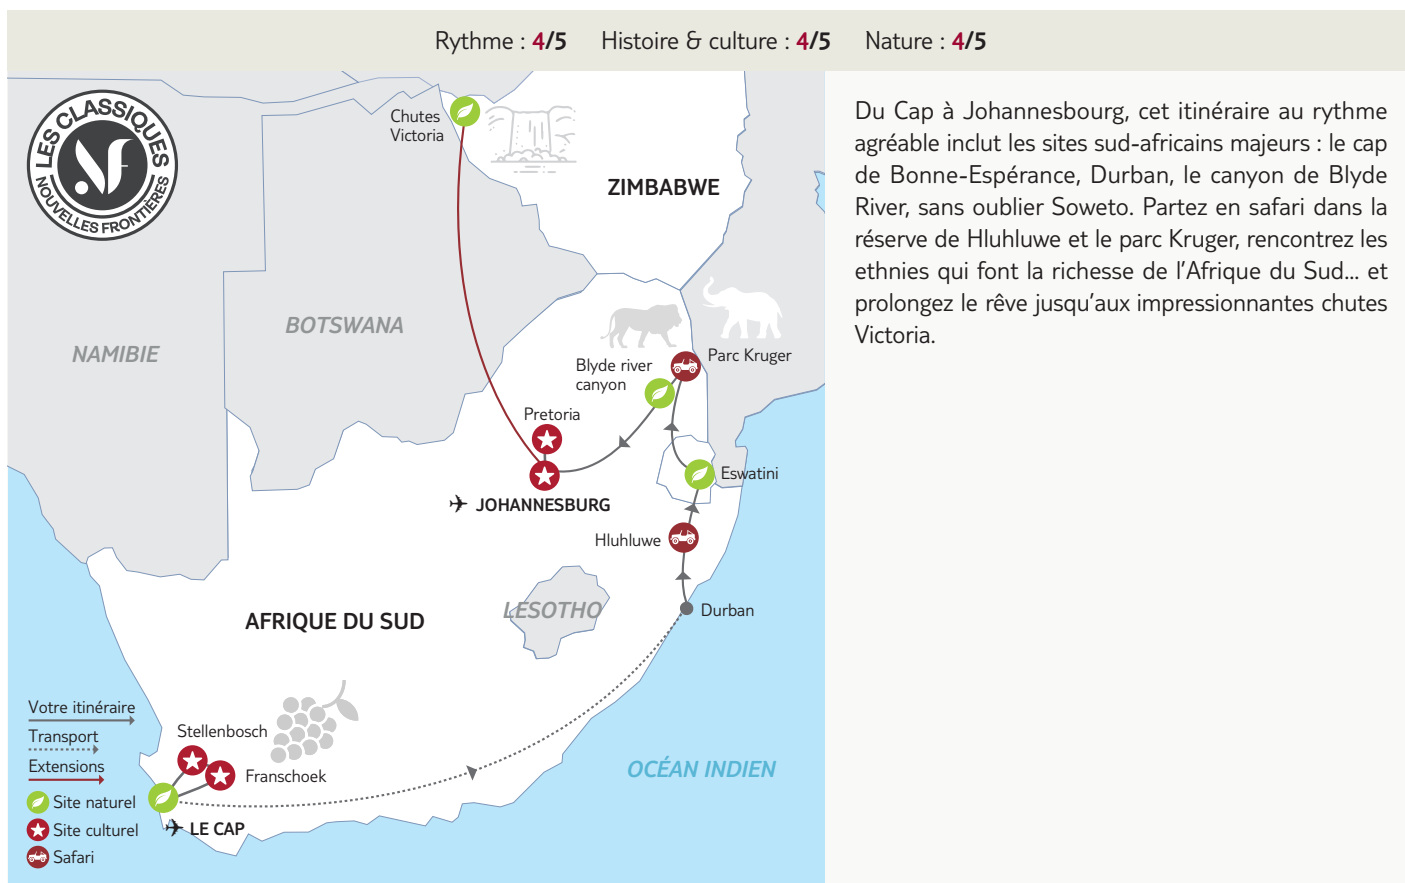 Rythme : 4/5 Histoire & culture : 4/5 Nature : 4/5
LES CLASSIQUES
NF
NOUVELLES FRONTIÈRES
Chutes
Victoria
ZIMBABWE
BOTSWANA
NAMIBIE
Parc Kruger
Blyde river
canyon
Pretoria
Eswatini
JOHANNESBURG
Hluhluwe
LESOTHO
Durban
AFRIQUE DU SUD
Votre itinéraire
Transport
Extensions
Site naturel
Site culturel
Safari
Stellenbosch
Franschoek
OCÉAN INDIEN
LE CAP
Du Cap à Johannesbourg, cet itinéraire au rythme
agréable inclut les sites sud-africains majeurs : le cap
de Bonne-Espérance, Durban, le canyon de Blyde
River, sans oublier Soweto. Partez en safari dans la
réserve de Hluhluwe et le parc Kruger, rencontrez les
ethnies qui font la richesse de l'Afrique du Sud... et
prolongez le rêve jusqu'aux impressionnantes chutes
Victoria.